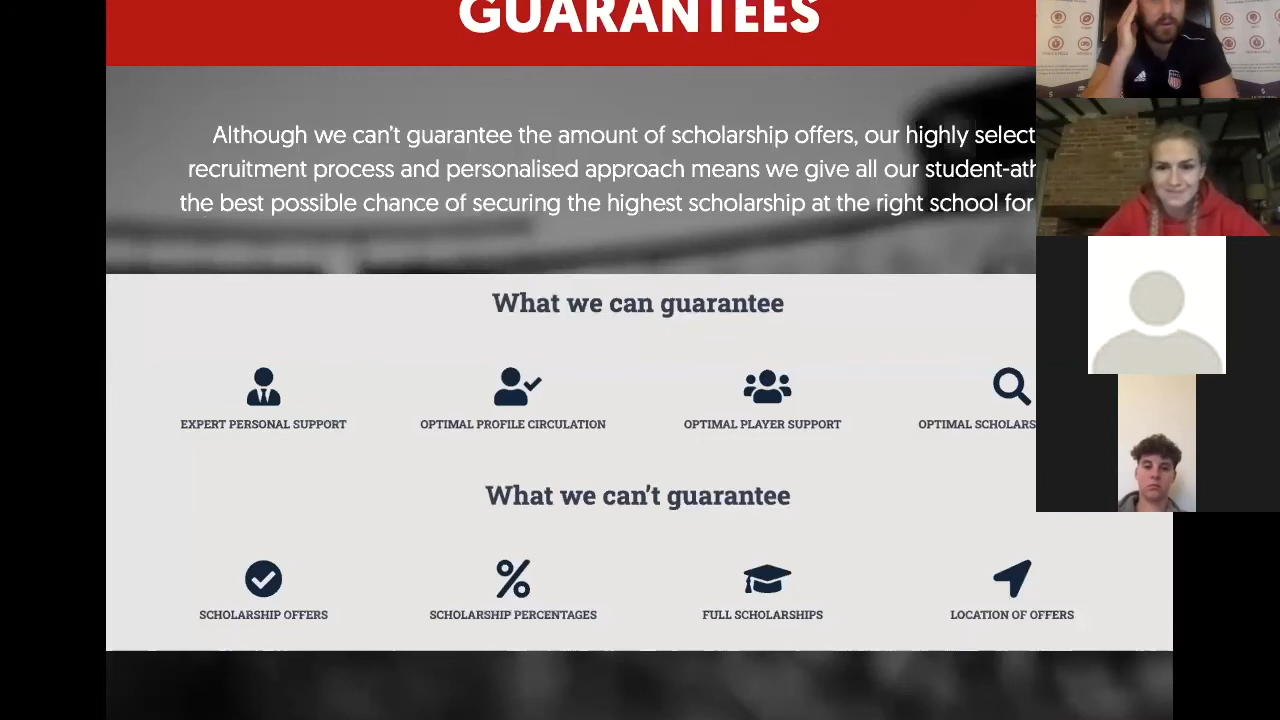 GUARANTEES
Although we can't guarantee the amount of scholarship offers, our highly select
recruitment process and personalised approach means we give all our student-ath
the best possible chance of securing the highest scholarship at the right school for
What we can guarantee
EXPERT PERSONAL SUPPORT
OPTIMAL PROFILE CIRCULATION
OPTIMAL PLAYER SUPPORT
OPTIMAL SCHOLARS
What we can't guarantee
SCHOLARSHIP OFFERS
SCHOLARSHIP PERCENTAGES
FULL SCHOLARSHIPS
LOCATION OF OFFERS